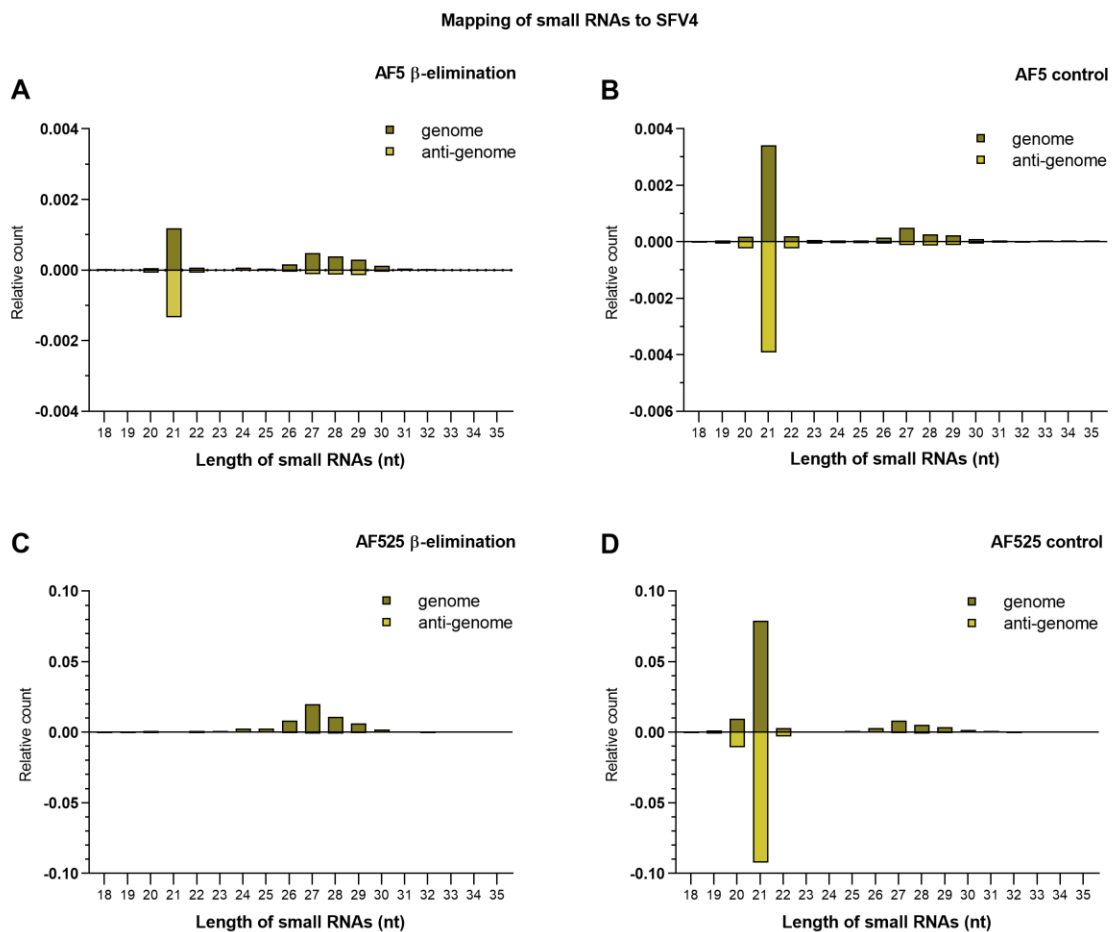 Mapping of small RNAs to SFV4
A
AF5 β-elimination
genome
anti-genome
0.004
0.002
0.000
-0.002
-0.004
Relative count
18 19 20 21 22 23 24 25 26 27 28 29 30 31 32 33 34 35
Length of small RNAs (nt)
B
AF5 control
genome
anti-genome
0.004
0.002
0.000
-0.002
-0.004
-0.006
Relative count
18 19 20 21 22 23 24 25 26 27 28 29 30 31 32 33 34 35
Length of small RNAs (nt)
C
AF525 β-elimination
genome
anti-genome
0.10
0.05
0.00
-0.05
-0.10
Relative count
18 19 20 21 22 23 24 25 26 27 28 29 30 31 32 33 34 35
Length of small RNAs (nt)
D
AF525 control
genome
anti-genome
0.10
0.05
0.00
-0.05
-0.10
Relative count
18 19 20 21 22 23 24 25 26 27 28 29 30 31 32 33 34 35
Length of small RNAs (nt)